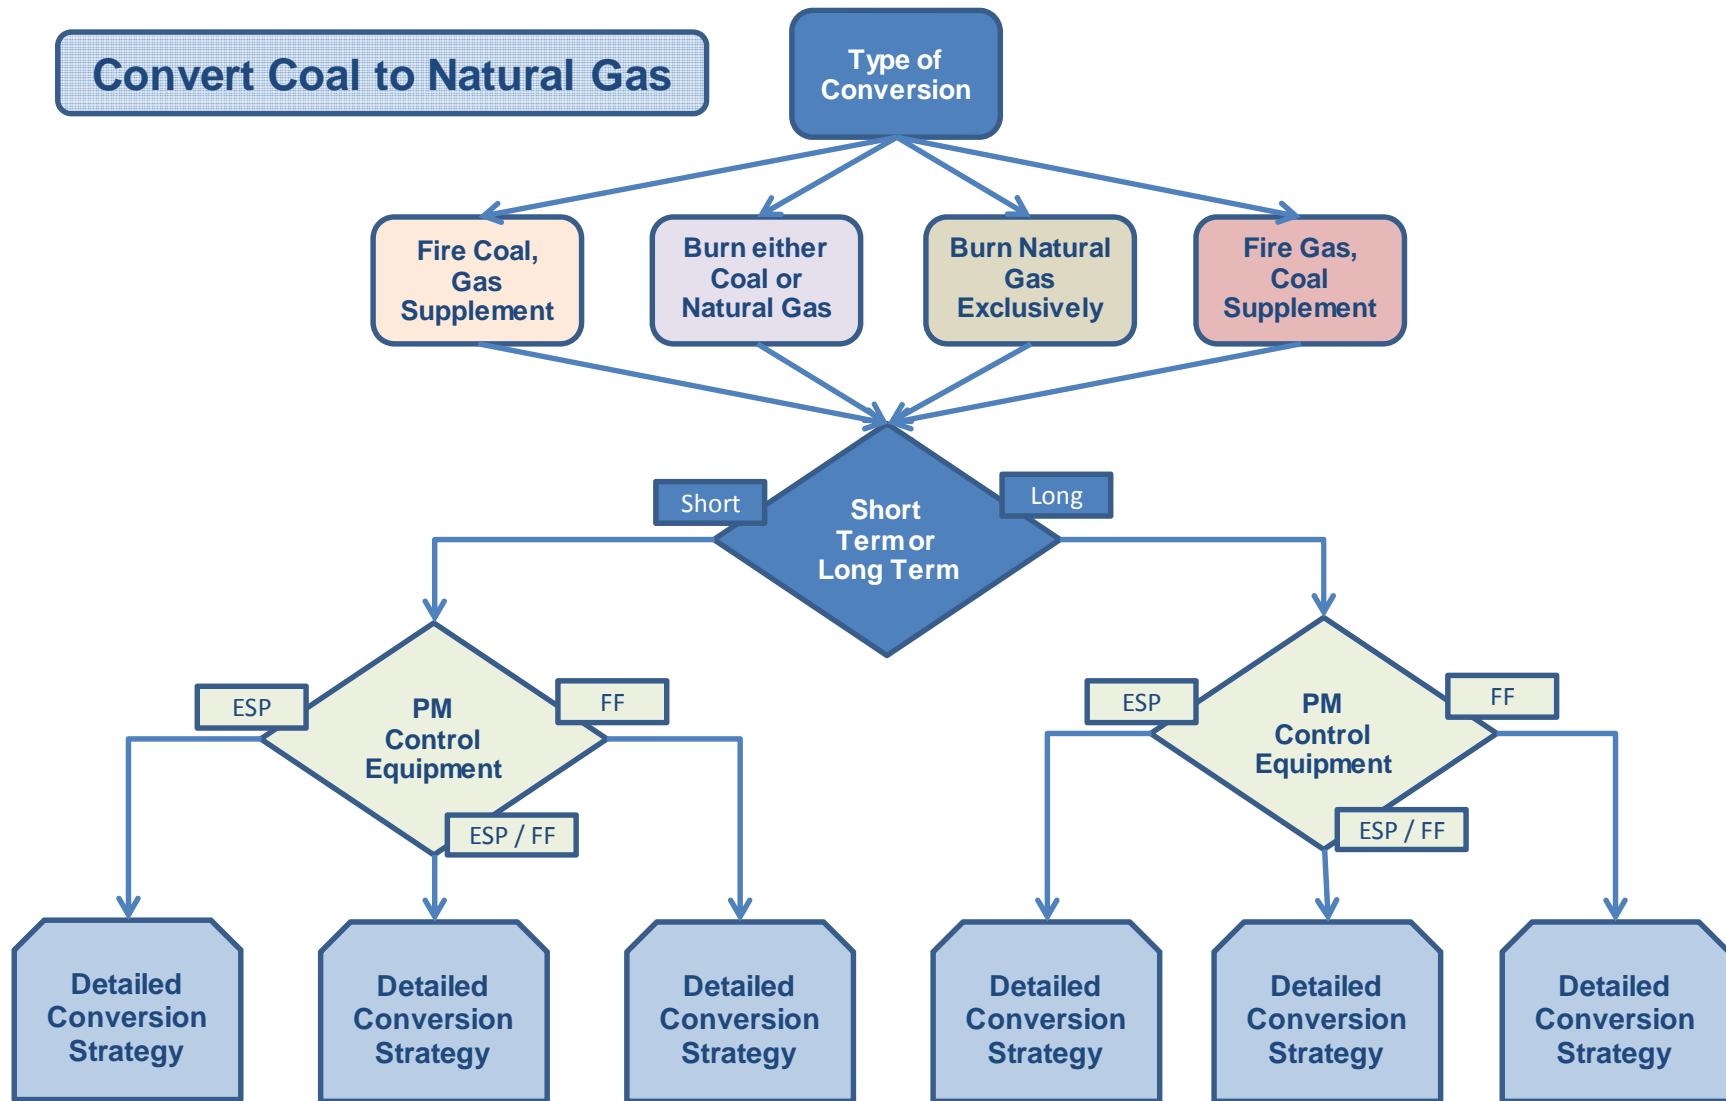 Convert Coal to Natural Gas
Type of
Conversion
Fire Coal,
Gas
Supplement
Burn either
Coal or
Natural Gas
Burn Natural
Gas
Exclusively
Fire Gas,
Coal
Supplement
Short
Long
Short
Term or
Long Term
ESP
FF
PM
Control
Equipment
ESP / FF
ESP
FF
PM
Control
Equipment
ESP / FF
Detailed
Conversion
Strategy
Detailed
Conversion
Strategy
Detailed
Conversion
Strategy
Detailed
Conversion
Strategy
Detailed
Conversion
Strategy
Detailed
Conversion
Strategy